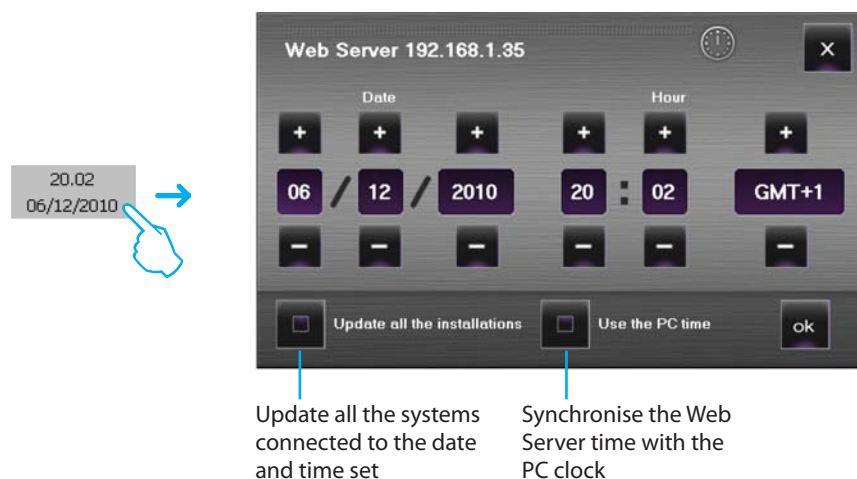 Web Server 192.168.1.35
X
Date
Hour
+ + + + + +
20.02
06/12/2010
06 / 12 / 2010 20 : 02 GMT+1
- - - - - -
Update all the installations
Use the PC time
ok
Update all the systems
connected to the date
and time set
Synchronise the Web
Server time with the
PC clock